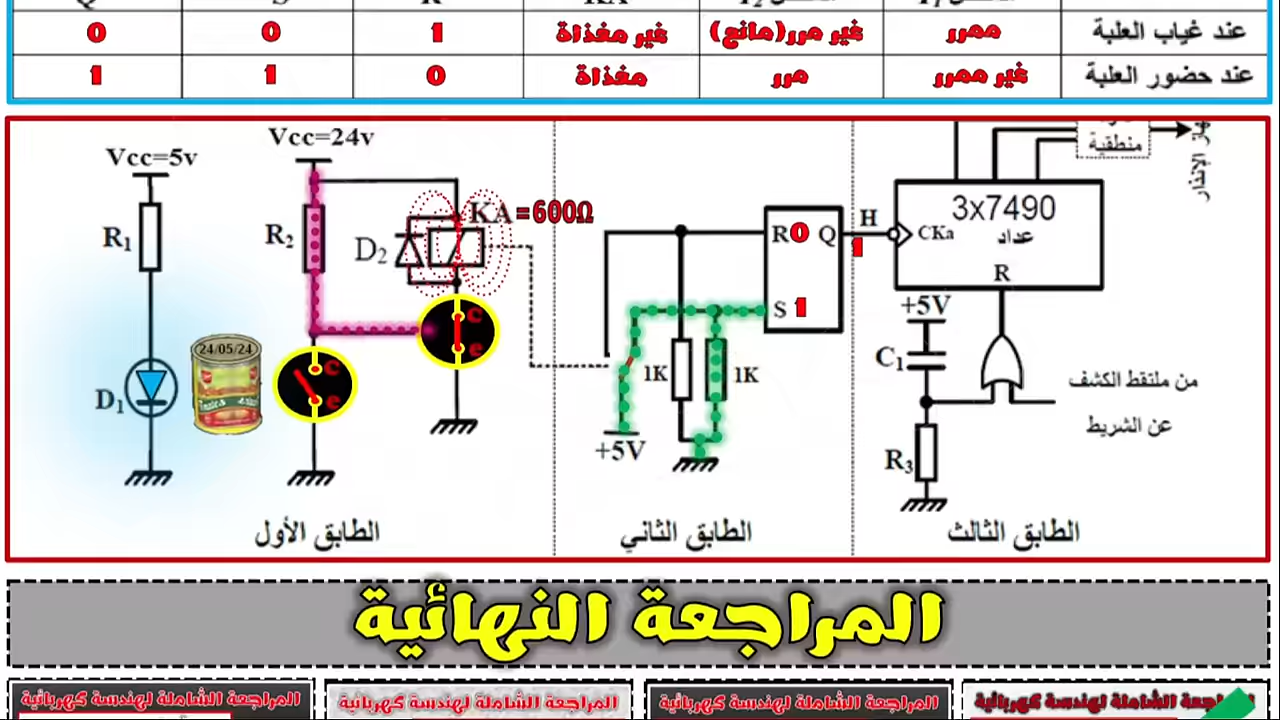 عند غياب العلبة ممرر غير مرر(مانع) غير مغذاة 1 0 0
عند حضور العلبة غير ممرر مرر مغذاة 0 1 1
Vcc=5v
Vcc=24v
R1
R2
D2
KA=600Ω
D1
24/05/24
c
e
c
e
الطابق الأول
R 0 Q
S 1
1K
1K
+5V
الطابق الثاني
H
1
منطقية
3x7490
عداد
CKa
R
+5V
C1
R3
من ملتقط الكشف
عن الشريط
الطابق الثالث
المراجعة النهائية
المراجعة الشاملة لهندسة كهربائية
المراجعة الشاملة لهندسة كهربائية
المراجعة الشاملة لهندسة كهربائية
المراجعة الشاملة لهندسة كهربائية